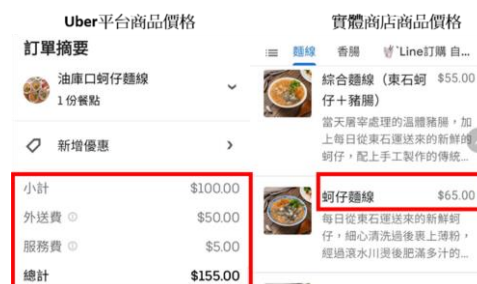 Uber平台商品價格
訂單摘要
油庫口蚵仔麵線
1 份餐點
新增優惠
小計 $100.00
外送費 $50.00
服務費 $5.00
總計 $155.00
實體商店商品價格
麵線 香腸 Line訂購 自...
綜合麵線（東石蚵 $55.00
仔＋豬腸）
當天屠宰處理的溫體豬腸，加
上每日從東石運送來的新鮮的
蚵仔，配上手工製作的傳統...
蚵仔麵線 $65.00
每日從東石運送來的新鮮蚵
仔，細心清洗過後裹上薄粉，
經過滾水川燙後肥滿多汁的...